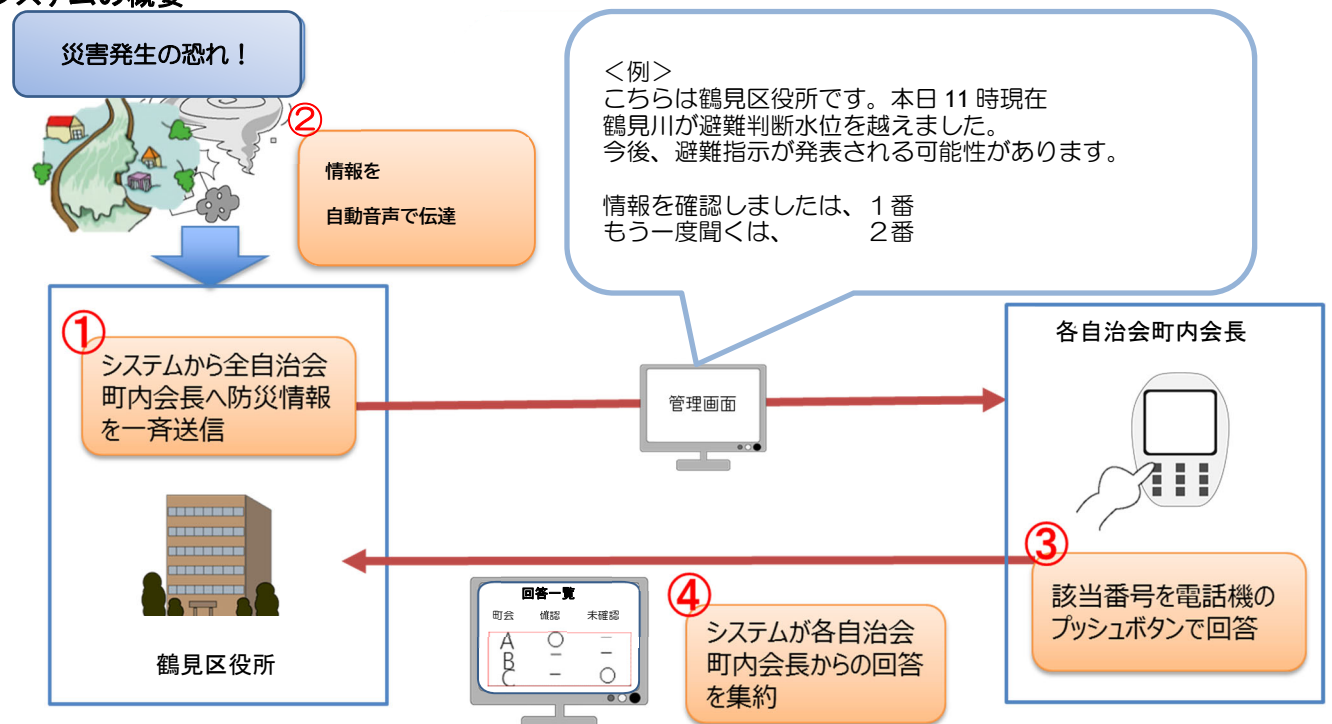 システムの概要
災害発生の恐れ！
②
情報を
自動音声で伝達
＜例＞
こちらは鶴見区役所です。本日 11 時現在
鶴見川が避難判断水位を越えました。
今後、避難指示が発表される可能性があります。
情報を確認しましたは、１番
もう一度聞くは、　　　２番
①
システムから全自治会
町内会長へ防災情報
を一斉送信
鶴見区役所
管理画面
各自治会町内会長
③
該当番号を電話機の
プッシュボタンで回答
回答一覧
町会　確認　未確認
A　○　－
B　－　－
C　－　○
④
システムが各自治会
町内会長からの回答
を集約